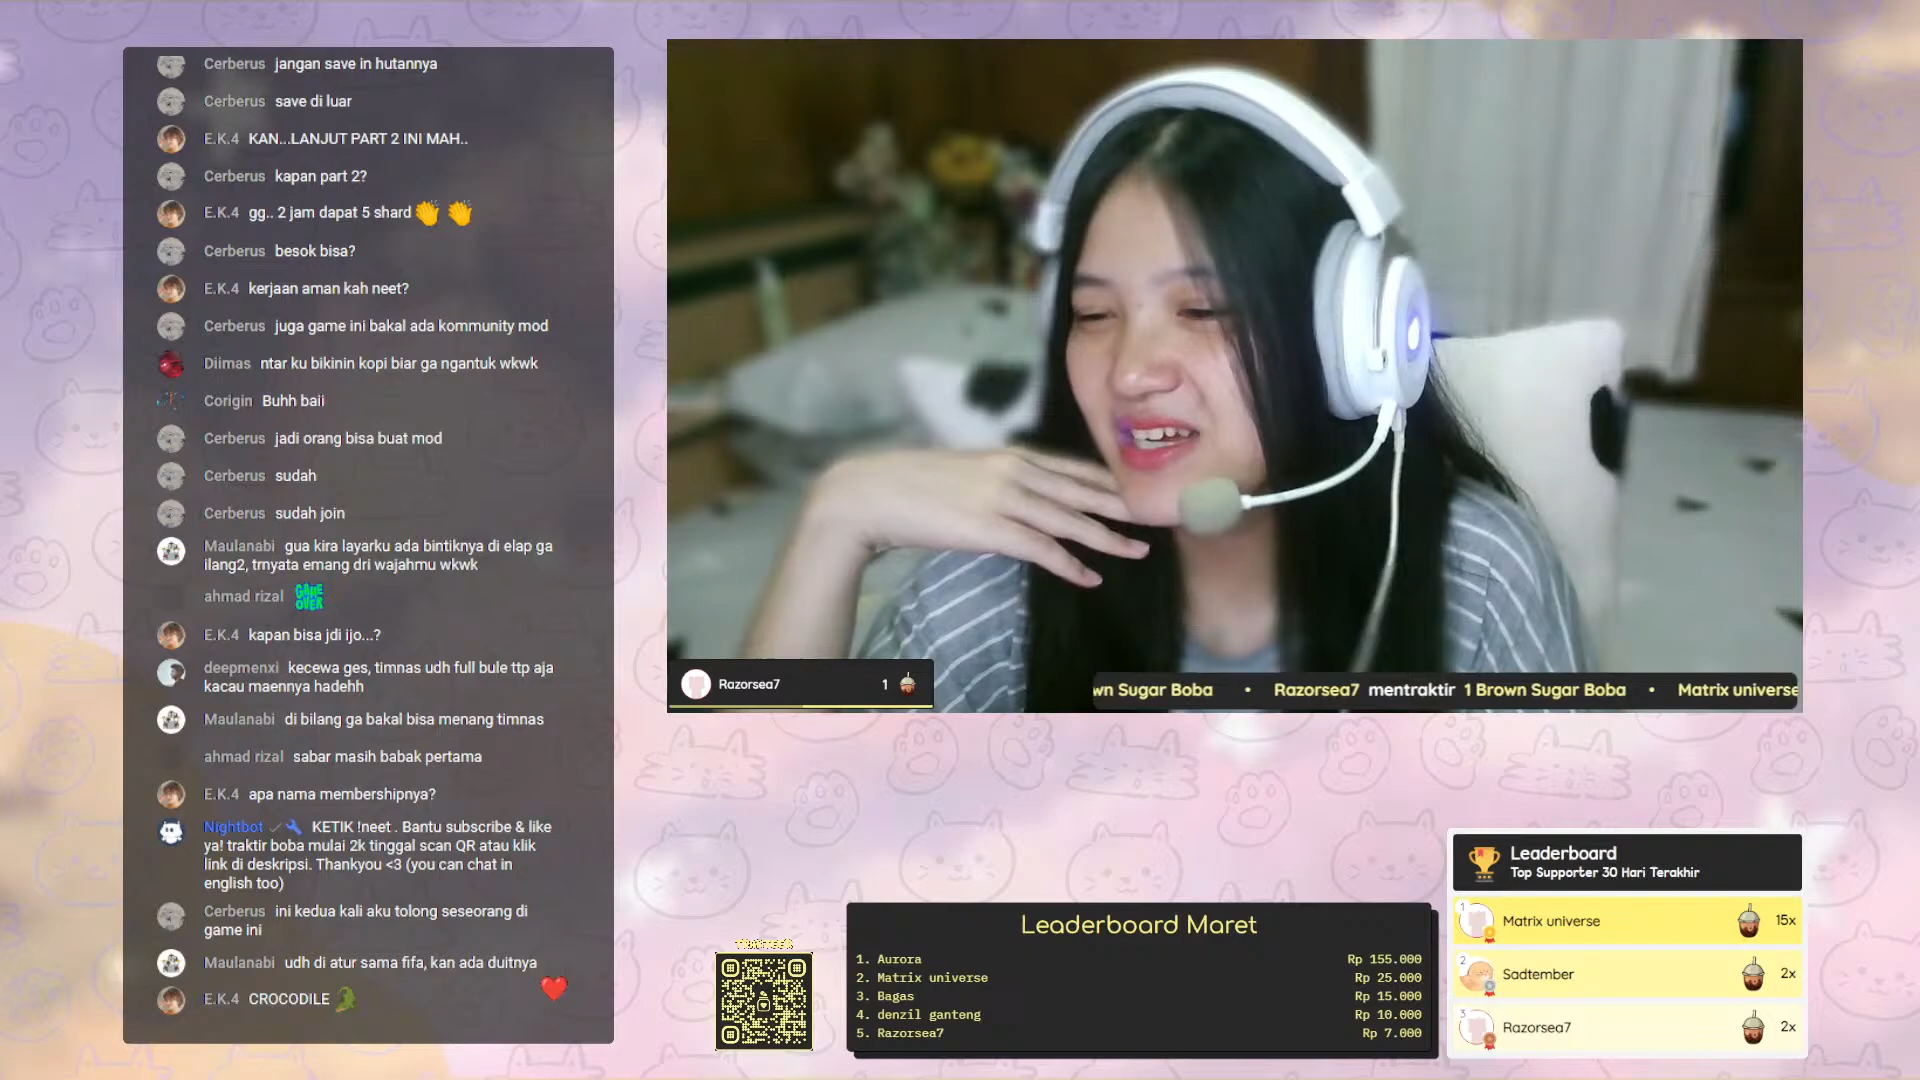 Cerberus jangan save in hutannya
Cerberus save di luar
E.K.4 KAN...LANJUT PART 2 INI MAH..
Cerberus kapan part 2?
E.K.4 gg.. 2 jam dapat 5 shard 👏 👏
Cerberus besok bisa?
E.K.4 kerjaan aman kah neet?
Cerberus juga game ini bakal ada kommunity mod
Diimas ntar ku bikinin kopi biar ga ngantuk wkwk
Corigin Buhh baii
Cerberus jadi orang bisa buat mod
Cerberus sudah
Cerberus sudah join
Maulanabi gua kira layarku ada bintiknya di elap ga
ilang2, trnyata emang dri wajahmu wkwk
ahmad rizal GAME OVER
E.K.4 kapan bisa jdi ijo...?
deepmenxi kecewa ges, timnas udh full bule ttp aja
kacau maennya hadehh
Maulanabi di bilang ga bakal bisa menang timnas
ahmad rizal sabar masih babak pertama
E.K.4 apa nama membershipnya?
Nightbot KETIK !neet . Bantu subscribe & like
ya! traktir boba mulai 2k tinggal scan QR atau klik
link di deskripsi. Thankyou <3 (you can chat in
english too)
Cerberus ini kedua kali aku tolong seseorang di
game ini
Maulanabi udh di atur sama fifa, kan ada duitnya
E.K.4 CROCODILE 🐊
Razorsea7 1
wn Sugar Boba • Razorsea7 mentraktir 1 Brown Sugar Boba • Matrix universe
Leaderboard Maret
1. Aurora Rp 155.000
2. Matrix universe Rp 25.000
3. Bagas Rp 15.000
4. denzil ganteng Rp 10.000
5. Razorsea7 Rp 7.000
Leaderboard
Top Supporter 30 Hari Terakhir
1 Matrix universe 15x
2 Sadtember 2x
3 Razorsea7 2x